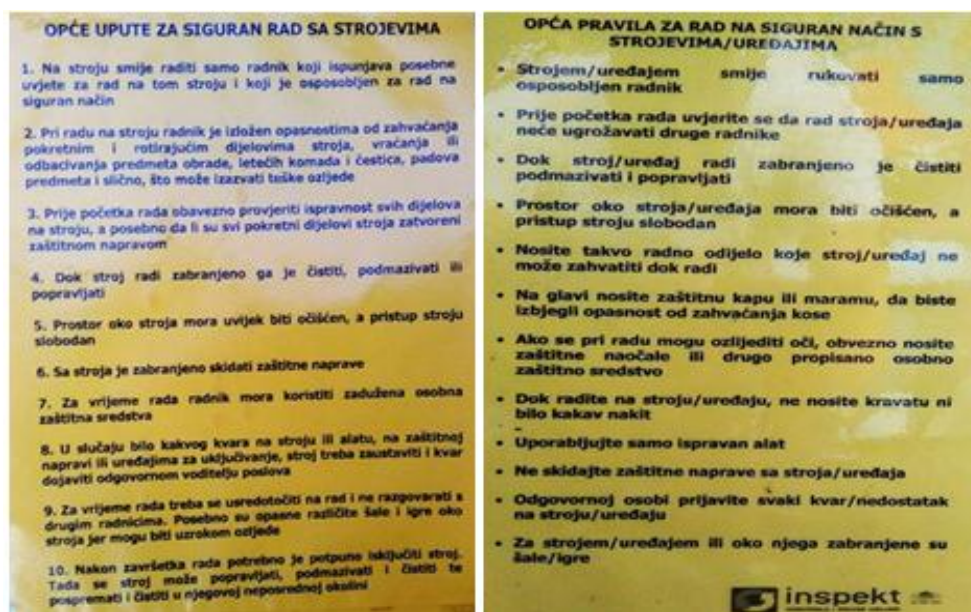 OPĆE UPUTE ZA SIGURAN RAD SA STROJEVIMA
1. Na stroju smije raditi samo radnik koji ispunjava posebne
uvjete za rad na tom stroju i koji je osposobljen za rad na
siguran način
2. Pri radu na stroju radnik je izložen opasnostima od zahvaćanja
pokretnim i rotirajućim dijelovima stroja, vraćanja ili
odbacivanja predmeta obrade, letećih komada i čestica, padova
predmeta i slično, što može izazvati teške ozljede
3. Prije početka rada obavezno provjeriti ispravnost svih dijelova
na stroju, a posebno da li su svi pokretni dijelovi stroja zatvoreni
zaštitnom napravom
4. Dok stroj radi zabranjeno ga je čistiti, podmazivati ili
popravljati
5. Prostor oko stroja mora uvijek biti očišćen, a pristup stroju
slobodan
6. Sa stroja je zabranjeno skidati zaštitne naprave
7. Za vrijeme rada radnik mora koristiti zadužena osobna
zaštitna sredstva
8. U slučaju bilo kakvog kvara na stroju ili alatu, na zaštitnoj
napravi ili uređajima za uključivanje, stroj treba zaustaviti i kvar
dojaviti odgovornom voditelju poslova
9. Za vrijeme rada treba se usredotočiti na rad i ne razgovarati s
drugim radnicima. Posebno su opasne različite šale i igre oko
stroja jer mogu biti uzrokom ozljede
10. Nakon završetka rada potrebno je potpuno isključiti stroj.
Tada se stroj može popravljati, podmazivati i čistiti te
pospremati i čistiti u njegovoj neposrednoj okolini
OPĆA PRAVILA ZA RAD NA SIGURAN NAČIN S
STROJEVIMA/UREĐAJIMA
• Strojem/uređajem smije rukovati samo
osposobljen radnik
• Prije početka rada uvjerite se da rad stroja/uređaja
neće ugrožavati druge radnike
• Dok stroj/uređaj radi zabranjeno je čistiti
podmazivati i popravljati
• Prostor oko stroja/uređaja mora biti očišćen, a
pristup stroju slobodan
• Nosite takvo radno odijelo koje stroj/uređaj ne
može zahvatiti dok radi
• Na glavi nosite zaštitnu kapu ili maramu, da biste
izbjegli opasnost od zahvaćanja kose
• Ako se pri radu mogu ozlijediti oči, obvezno nosite
zaštitne naočale ili drugo propisano osobno
zaštitno sredstvo
• Dok radite na stroju/uređaju, ne nosite kravatu ni
bilo kakav nakit
• Uporabljujte samo ispravan alat
• Ne skidajte zaštitne naprave sa stroja/uređaja
• Odgovornoj osobi prijavite svaki kvar/nedostatak
na stroju/uređaju
• Za strojem/uređajem ili oko njega zabranjene su
šale/igre
inspekt